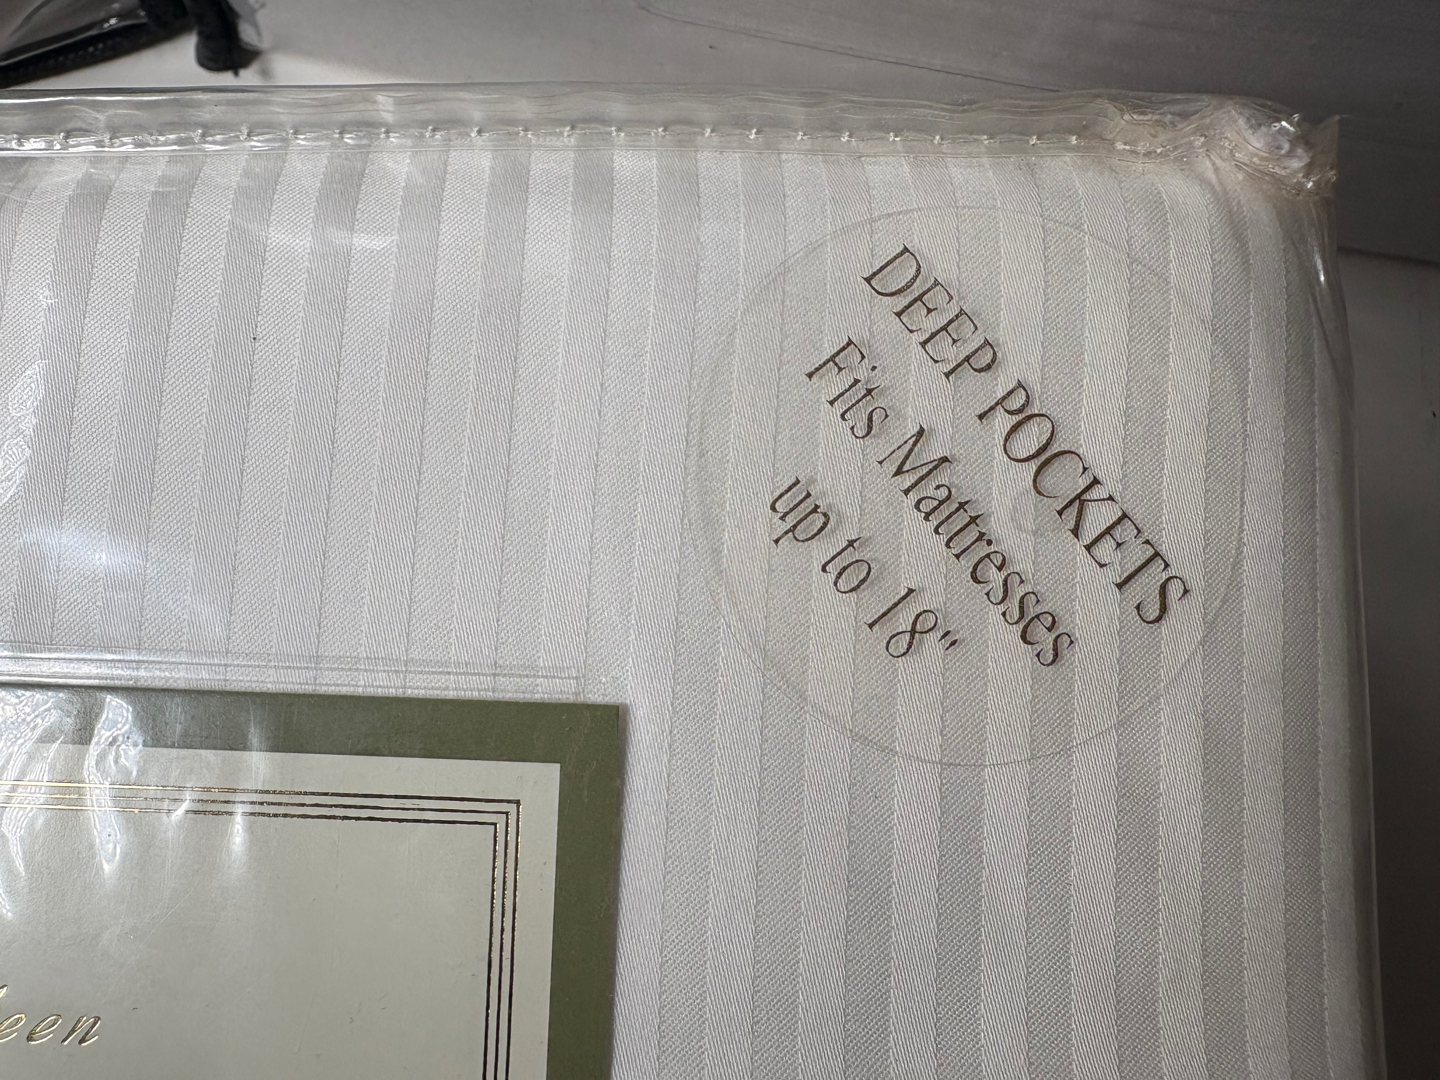 DEEP POCKETS
Fits Mattresses
up to 18"